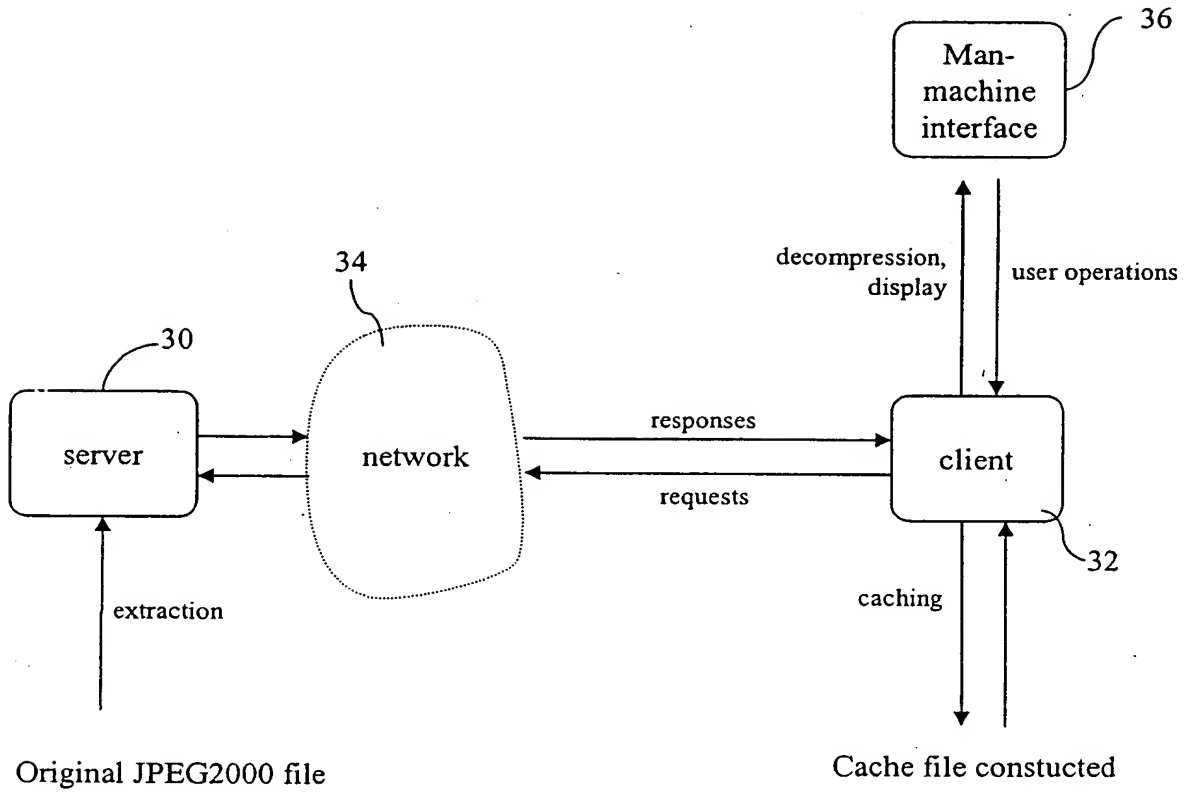 36
Man-
machine
interface
decompression,
display
user operations
34
30
server
network
responses
requests
client
32
extraction
caching
Original JPEG2000 file
Cache file constucted